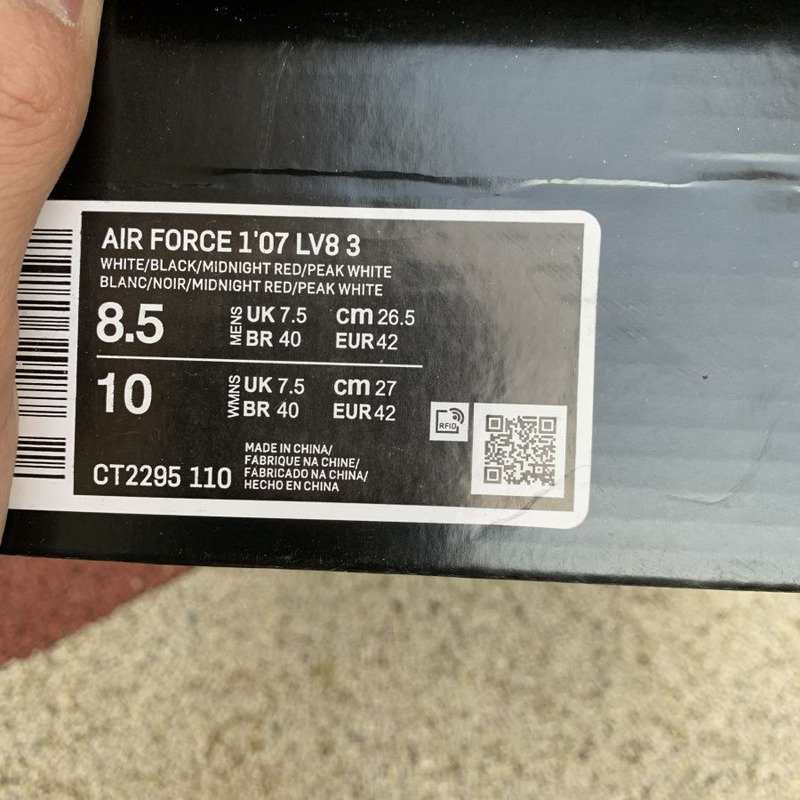 AIR FORCE 1'07 LV8 3
WHITE/BLACK/MIDNIGHT RED/PEAK WHITE
BLANC/NOIR/MIDNIGHT RED/PEAK WHITE
8.5 MENS UK 7.5 cm 26.5
BR 40 EUR 42
10 WMNS UK 7.5 cm 27
BR 40 EUR 42
RFID
MADE IN CHINA/
FABRIQUE NA CHINE/
FABRICADO NA CHINA/
HECHO EN CHINA
CT2295 110